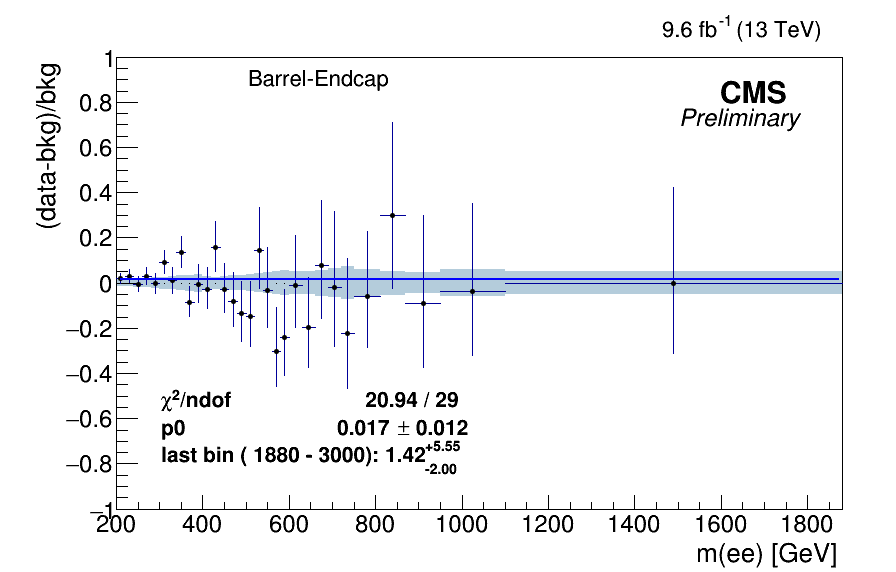 9.6 fb⁻¹ (13 TeV)
(data-bkg)/bkg
1
0.8
0.6
0.4
0.2
0
−0.2
−0.4
−0.6
−0.8
−1
Barrel-Endcap
CMS
Preliminary
χ²/ndof 20.94 / 29
p0 0.017 ± 0.012
last bin ( 1880 - 3000): 1.42 +5.55 -2.00
200 400 600 800 1000 1200 1400 1600 1800
m(ee) [GeV]